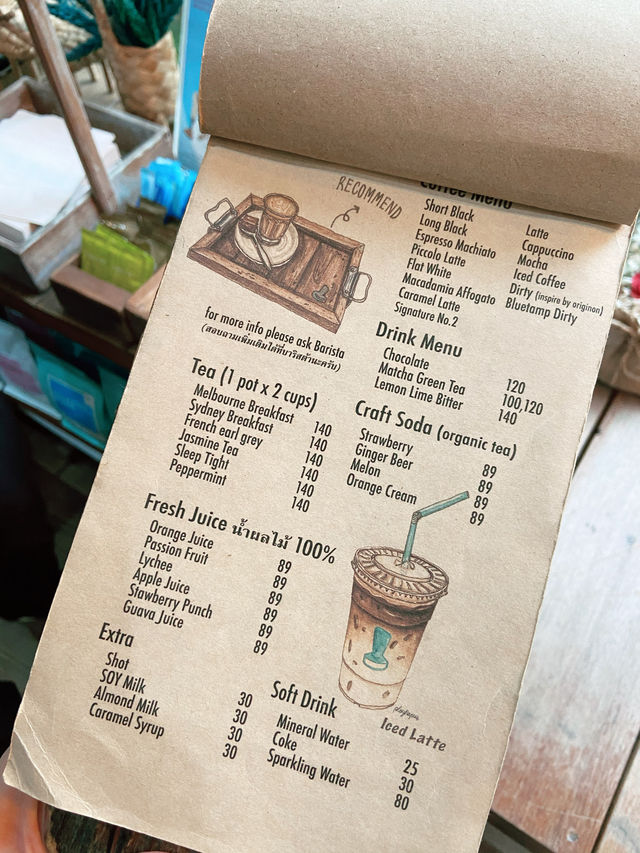 RECOMMEND
for more info please ask Barista
(สอบถามเพิ่มเติมได้ที่บาริสต้านะครับ)
Coffee Menu
Short Black
Long Black
Espresso Machiato
Piccolo Latte
Flat White
Macadamia Affogato
Caramel Latte
Signature No.2
Latte
Cappuccino
Mocha
Iced Coffee
Dirty (inspire by originon)
Bluetamp Dirty
Drink Menu
Chocolate 120
Matcha Green Tea 100,120
Lemon Lime Bitter 140
Tea (1 pot x 2 cups)
Melbourne Breakfast 140
Sydney Breakfast 140
French earl grey 140
Jasmine Tea 140
Sleep Tight 140
Peppermint 140
Craft Soda (organic tea)
Strawberry 89
Ginger Beer 89
Melon 89
Orange Cream 89
Fresh Juice น้ำผลไม้ 100%
Orange Juice 89
Passion Fruit 89
Lychee 89
Apple Juice 89
Stawberry Punch 89
Guava Juice 89
Extra
Shot 30
SOY Milk 30
Almond Milk 30
Caramel Syrup 30
Iced Latte
Soft Drink
Mineral Water 25
Coke 30
Sparkling Water 80